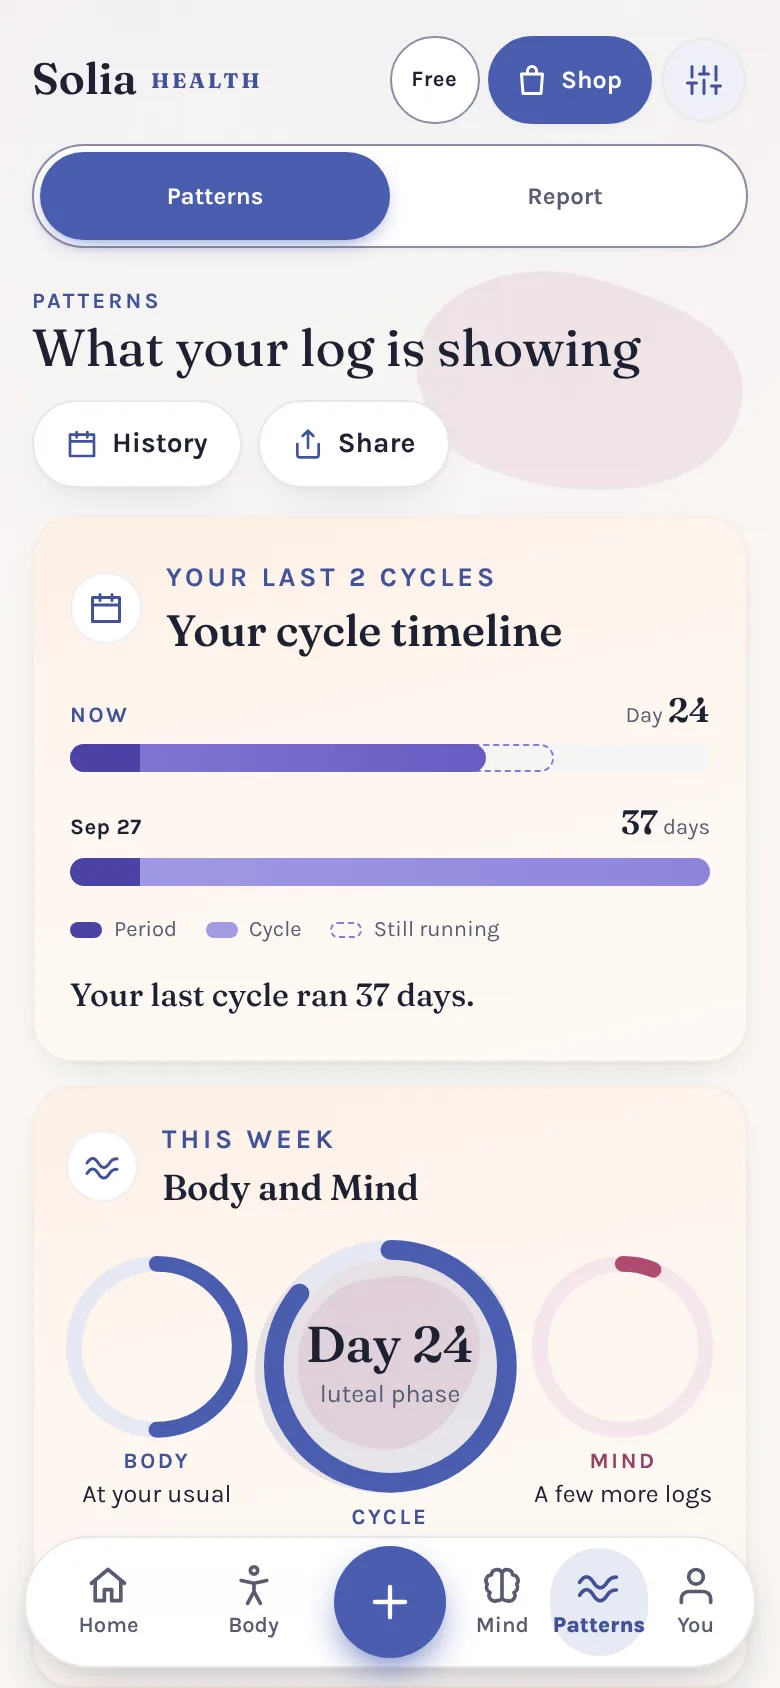 Solia HEALTH
Free
Shop
Patterns
Report
PATTERNS
What your log is showing
History
Share
YOUR LAST 2 CYCLES
Your cycle timeline
NOW
Day 24
Sep 27
37 days
Period
Cycle
Still running
Your last cycle ran 37 days.
THIS WEEK
Body and Mind
Day 24
luteal phase
BODY
At your usual
MIND
A few more logs
CYCLE
Home
Body
Mind
Patterns
You